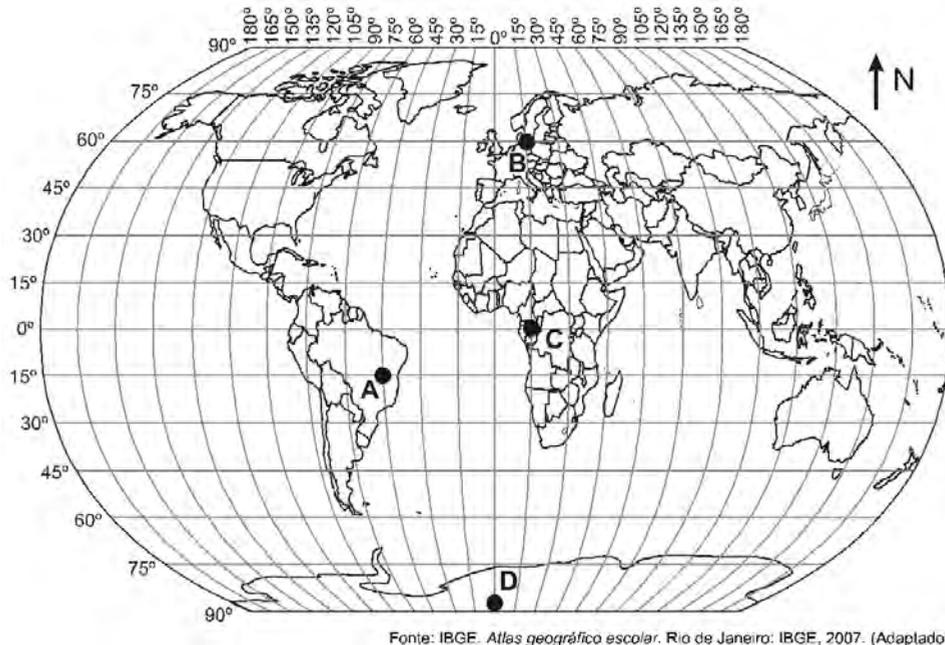 180º 165º 150º 135º 120º 105º 90º 75º 60º 45º 30º 15º 0º 15º 30º 45º 60º 75º 90º 105º 120º 135º 150º 165º 180º
90º
75º
N
60º
B
45º
30º
15º
0º
C
15º
A
30º
45º
60º
75º
D
90º
Fonte: IBGE. Atlas geográfico escolar. Rio de Janeiro: IBGE, 2007. (Adaptado